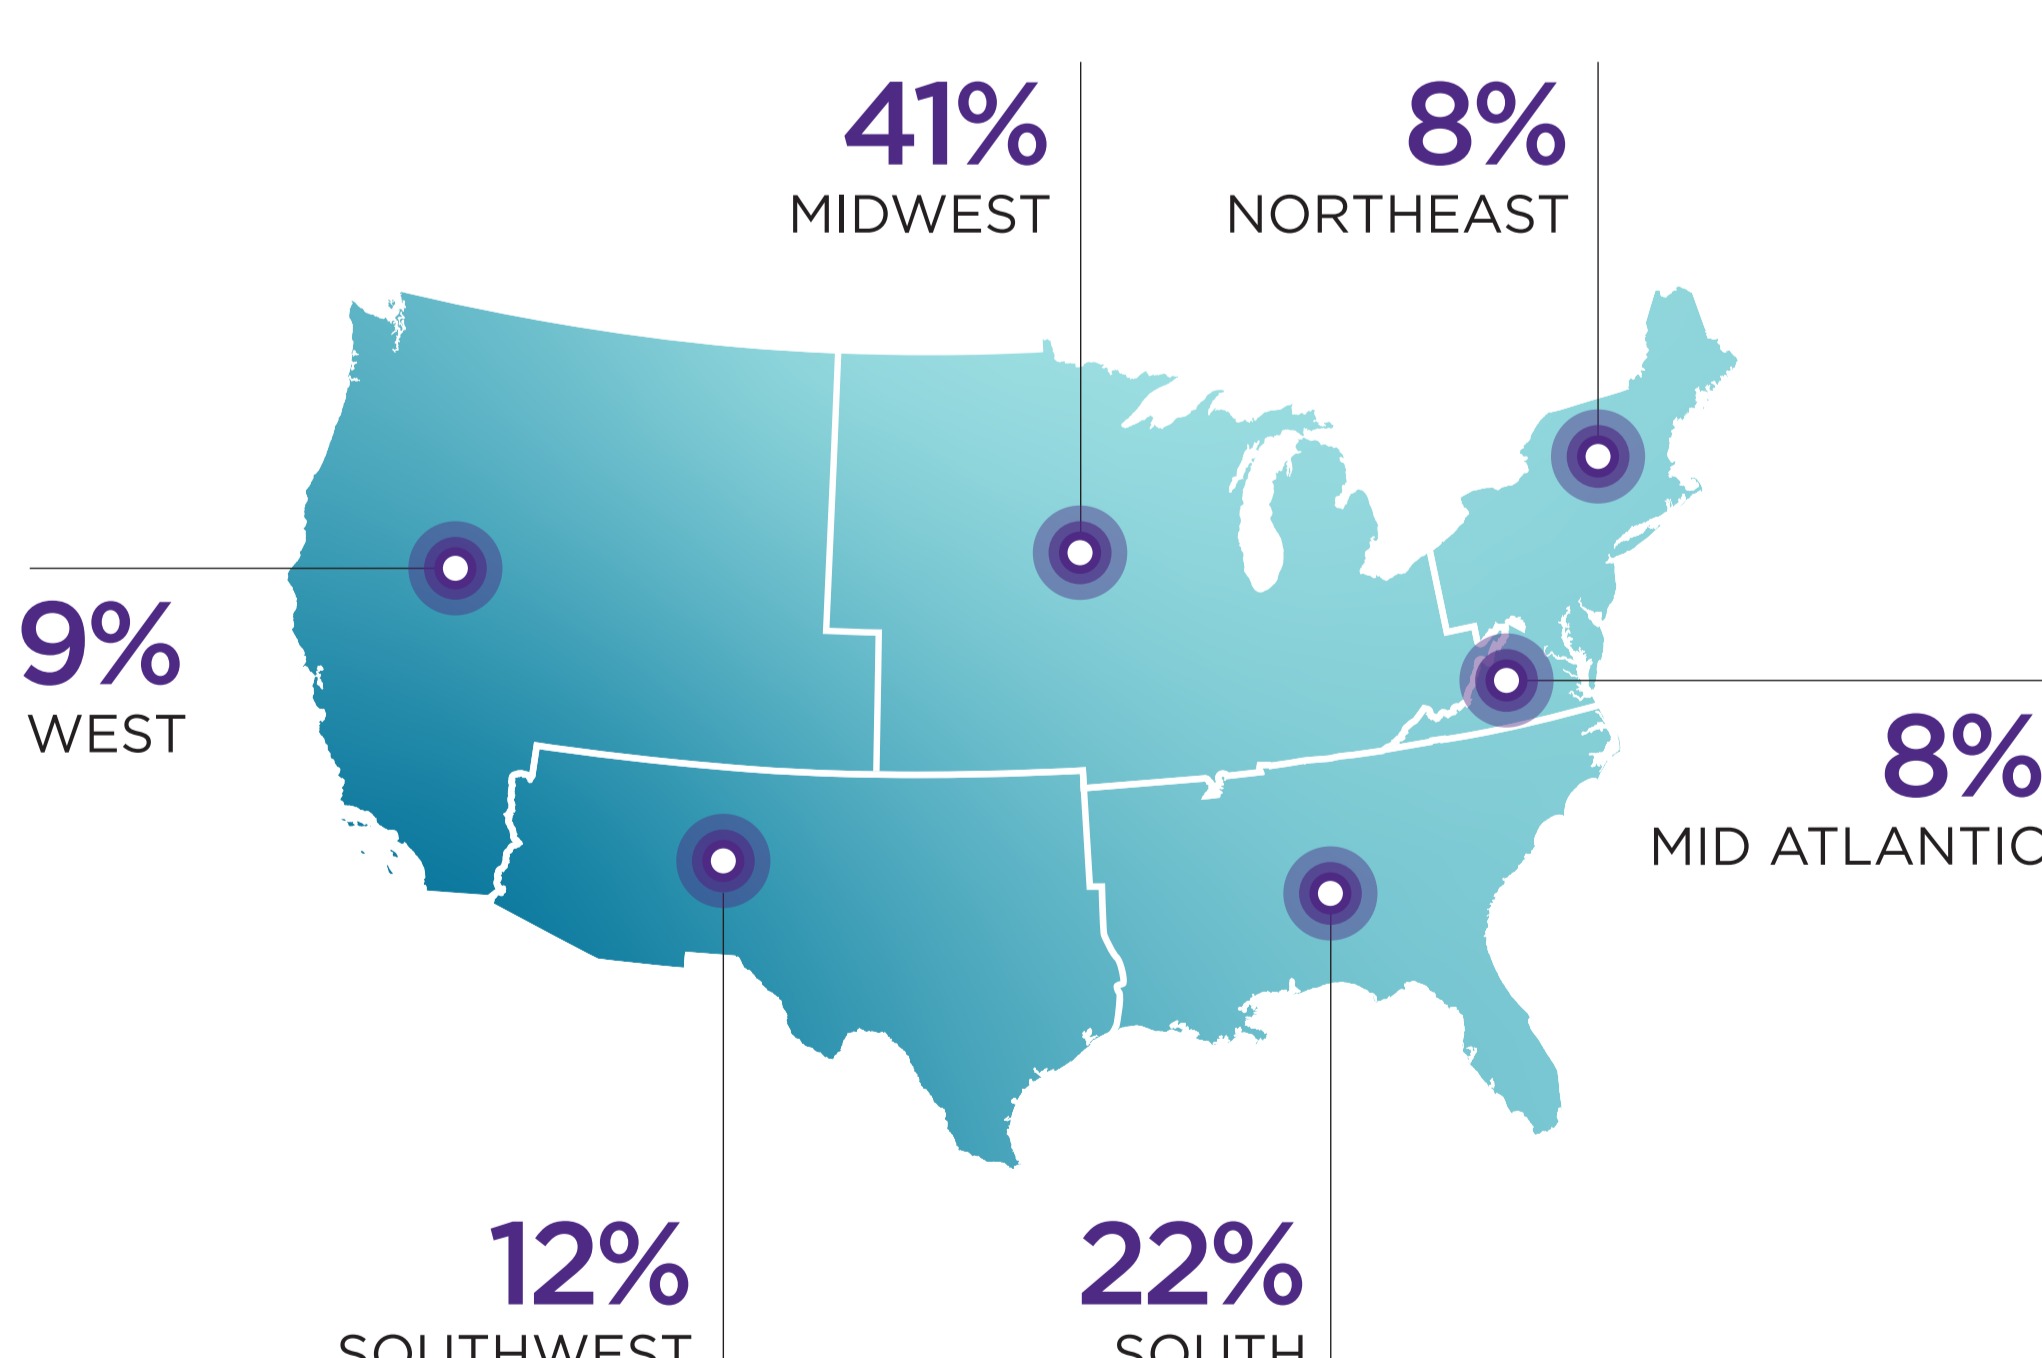 41%
MIDWEST
8%
NORTHEAST
9%
WEST
8%
MID ATLANTIC
12%
SOUTHWEST
22%
SOUTH